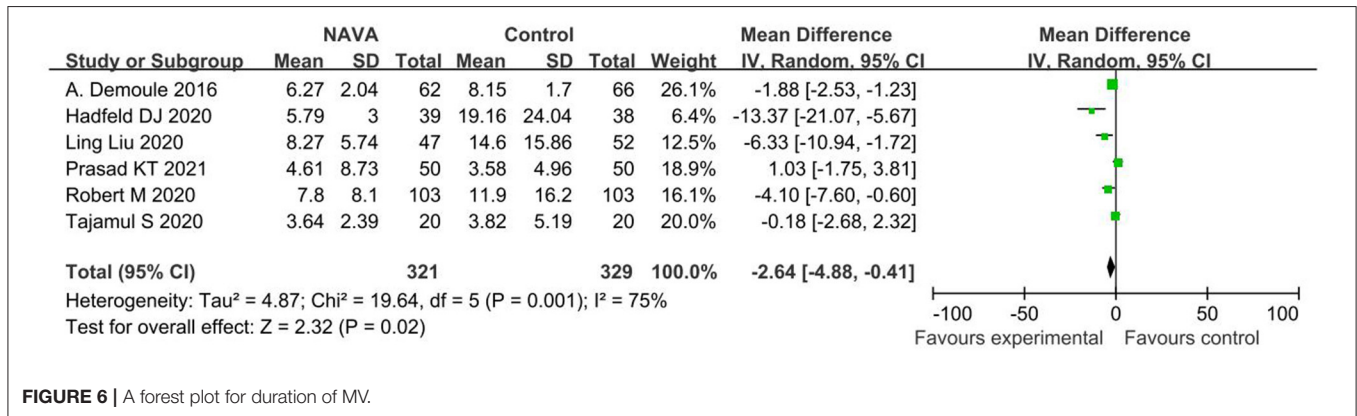 NAVA Control Mean Difference Mean Difference
Study or Subgroup Mean SD Total Mean SD Total Weight IV, Random, 95% CI IV, Random, 95% CI
A. Demoule 2016 6.27 2.04 62 8.15 1.7 66 26.1% -1.88 [-2.53, -1.23]
Hadfeld DJ 2020 5.79 3 39 19.16 24.04 38 6.4% -13.37 [-21.07, -5.67]
Ling Liu 2020 8.27 5.74 47 14.6 15.86 52 12.5% -6.33 [-10.94, -1.72]
Prasad KT 2021 4.61 8.73 50 3.58 4.96 50 18.9% 1.03 [-1.75, 3.81]
Robert M 2020 7.8 8.1 103 11.9 16.2 103 16.1% -4.10 [-7.60, -0.60]
Tajamul S 2020 3.64 2.39 20 3.82 5.19 20 20.0% -0.18 [-2.68, 2.32]
Total (95% CI) 321 329 100.0% -2.64 [-4.88, -0.41]
Heterogeneity: Tau² = 4.87; Chi² = 19.64, df = 5 (P = 0.001); I² = 75%
Test for overall effect: Z = 2.32 (P = 0.02)
-100 -50 0 50 100
Favours experimental Favours control
FIGURE 6 | A forest plot for duration of MV.